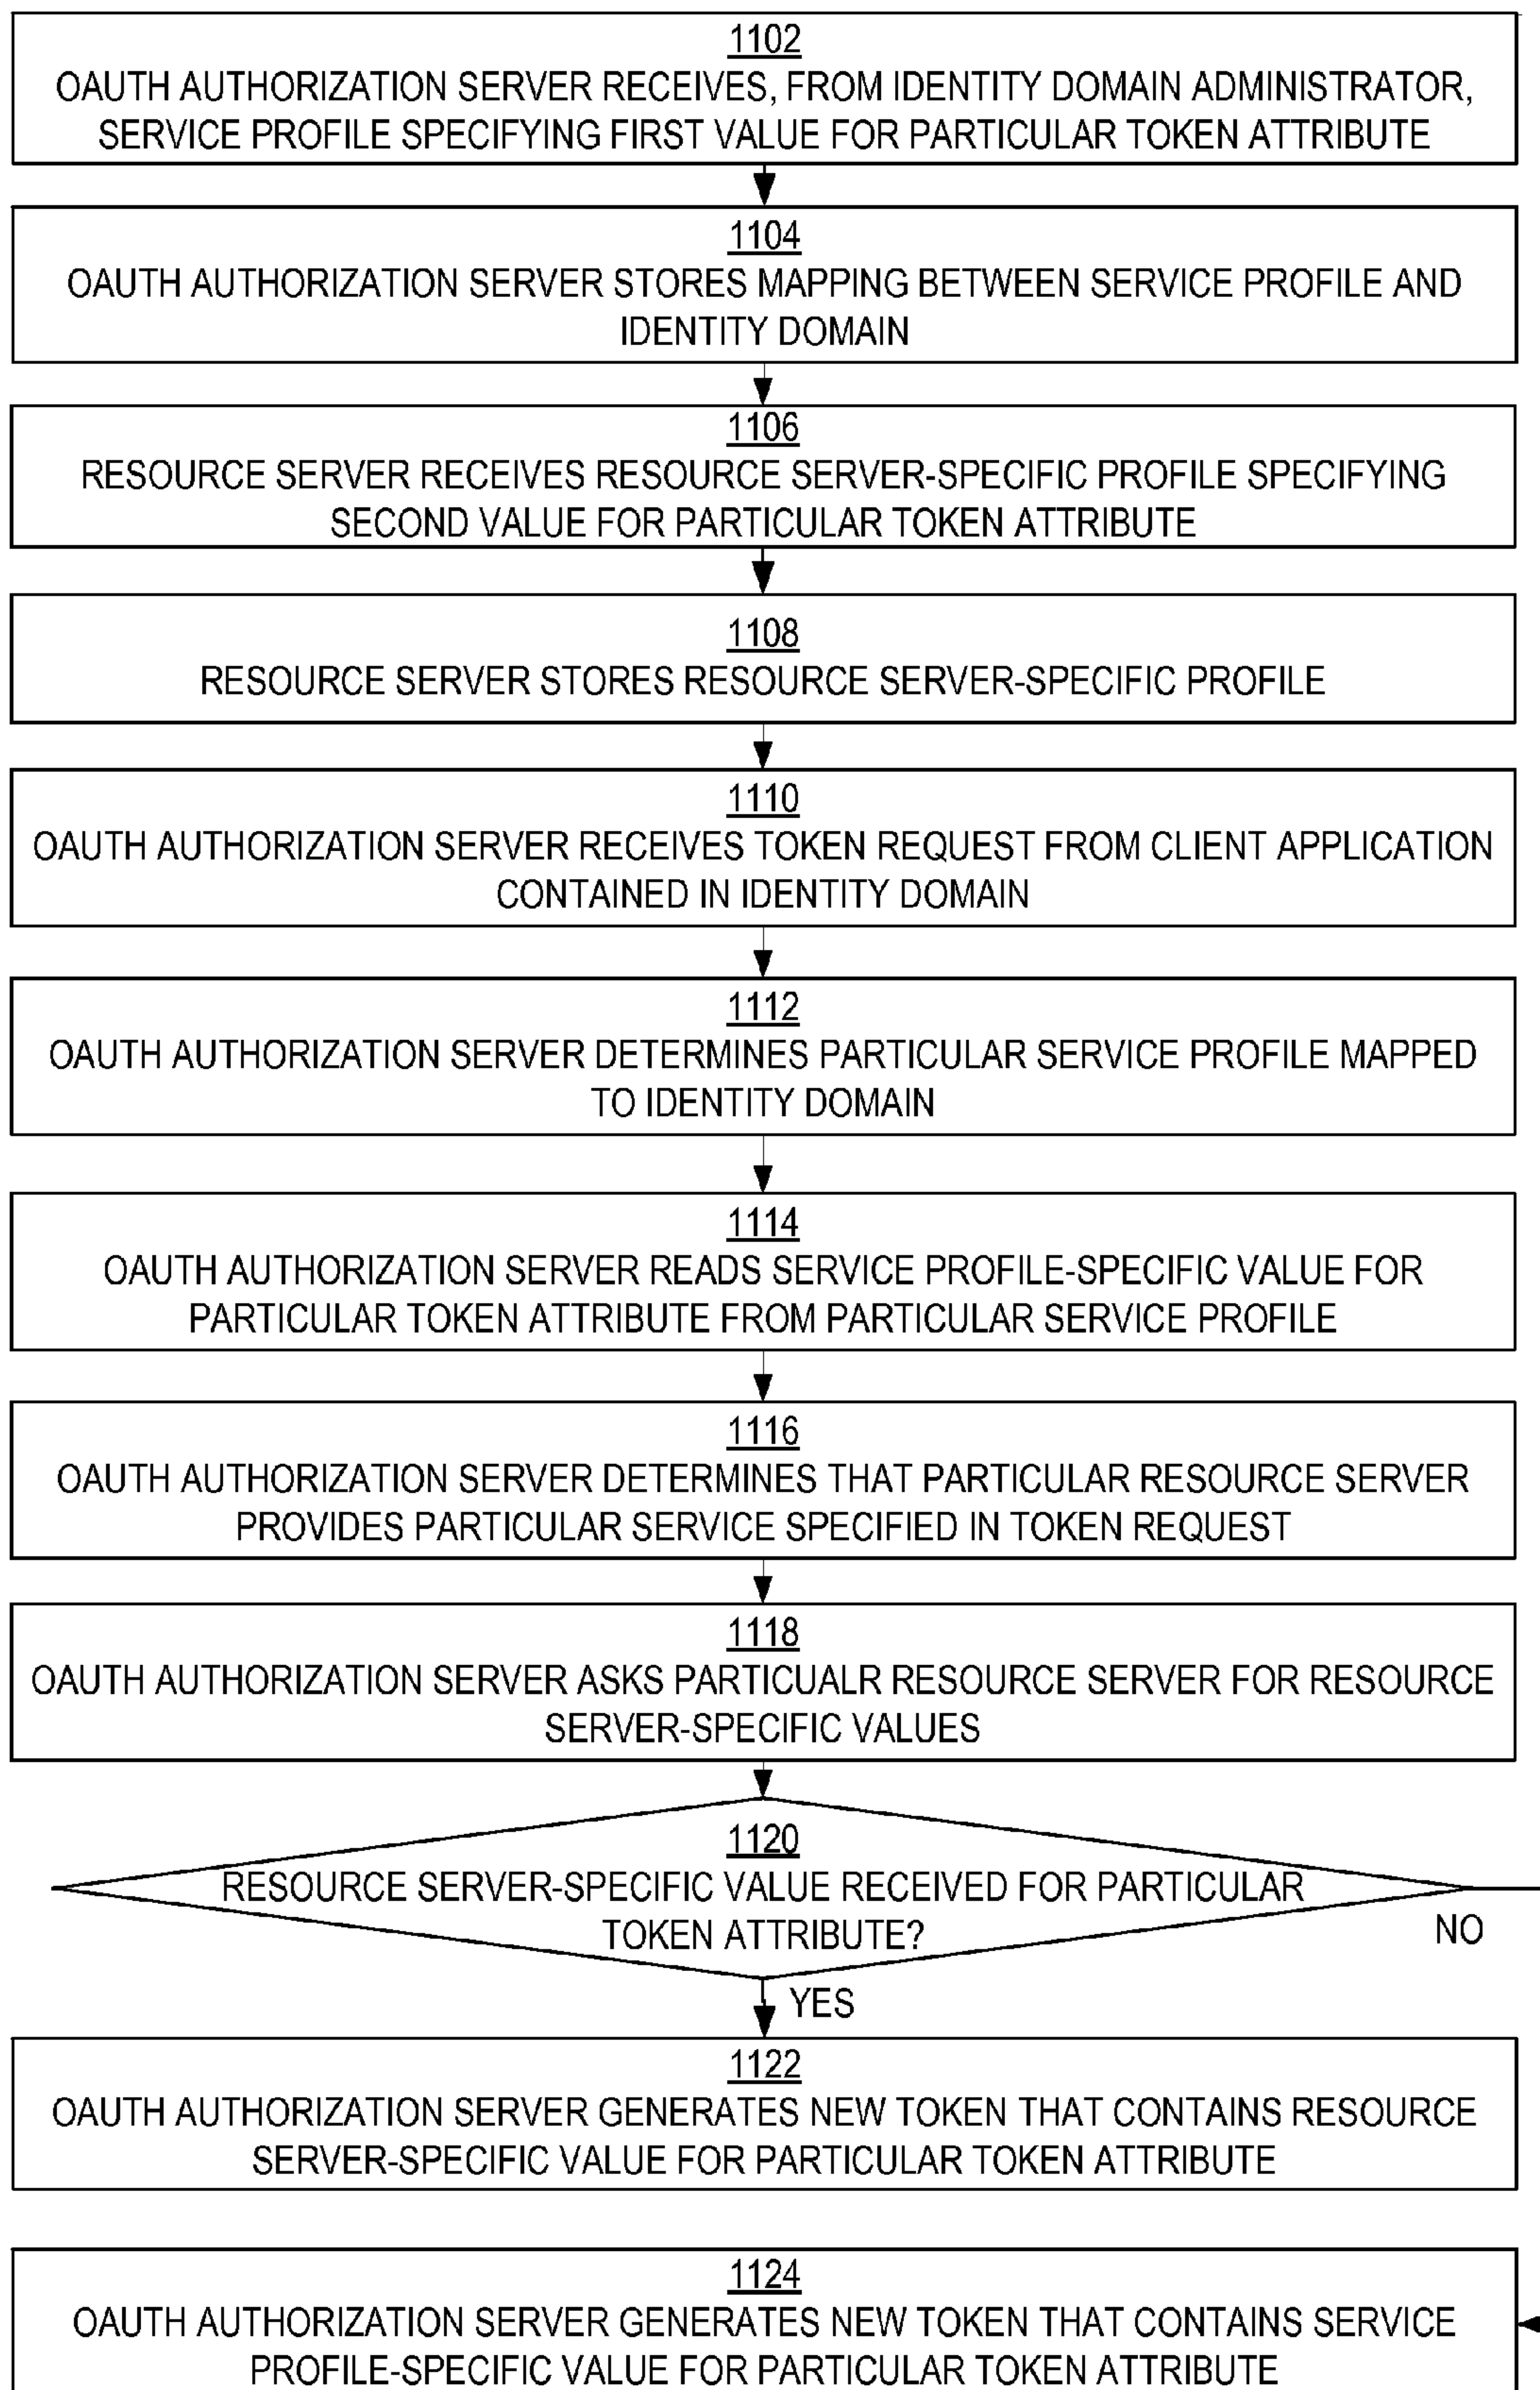 1102
OAUTH AUTHORIZATION SERVER RECEIVES, FROM IDENTITY DOMAIN ADMINISTRATOR,
SERVICE PROFILE SPECIFYING FIRST VALUE FOR PARTICULAR TOKEN ATTRIBUTE
1104
OAUTH AUTHORIZATION SERVER STORES MAPPING BETWEEN SERVICE PROFILE AND
IDENTITY DOMAIN
1106
RESOURCE SERVER RECEIVES RESOURCE SERVER-SPECIFIC PROFILE SPECIFYING
SECOND VALUE FOR PARTICULAR TOKEN ATTRIBUTE
1108
RESOURCE SERVER STORES RESOURCE SERVER-SPECIFIC PROFILE
1110
OAUTH AUTHORIZATION SERVER RECEIVES TOKEN REQUEST FROM CLIENT APPLICATION
CONTAINED IN IDENTITY DOMAIN
1112
OAUTH AUTHORIZATION SERVER DETERMINES PARTICULAR SERVICE PROFILE MAPPED
TO IDENTITY DOMAIN
1114
OAUTH AUTHORIZATION SERVER READS SERVICE PROFILE-SPECIFIC VALUE FOR
PARTICULAR TOKEN ATTRIBUTE FROM PARTICULAR SERVICE PROFILE
1116
OAUTH AUTHORIZATION SERVER DETERMINES THAT PARTICULAR RESOURCE SERVER
PROVIDES PARTICULAR SERVICE SPECIFIED IN TOKEN REQUEST
1118
OAUTH AUTHORIZATION SERVER ASKS PARTICUALR RESOURCE SERVER FOR RESOURCE
SERVER-SPECIFIC VALUES
1120
RESOURCE SERVER-SPECIFIC VALUE RECEIVED FOR PARTICULAR
TOKEN ATTRIBUTE?
NO
YES
1122
OAUTH AUTHORIZATION SERVER GENERATES NEW TOKEN THAT CONTAINS RESOURCE
SERVER-SPECIFIC VALUE FOR PARTICULAR TOKEN ATTRIBUTE
1124
OAUTH AUTHORIZATION SERVER GENERATES NEW TOKEN THAT CONTAINS SERVICE
PROFILE-SPECIFIC VALUE FOR PARTICULAR TOKEN ATTRIBUTE